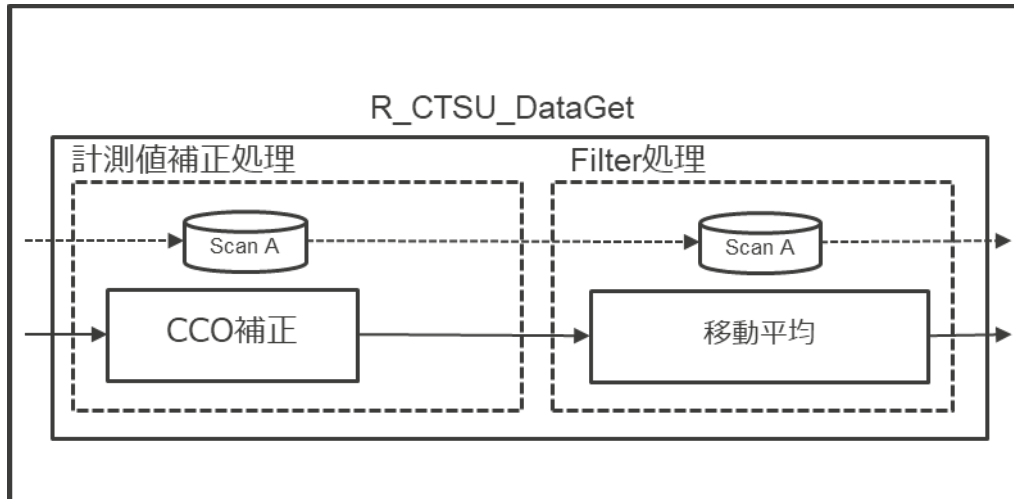 R_CTSU_DataGet
計測値補正処理
Filter処理
Scan A
Scan A
CCO補正
移動平均